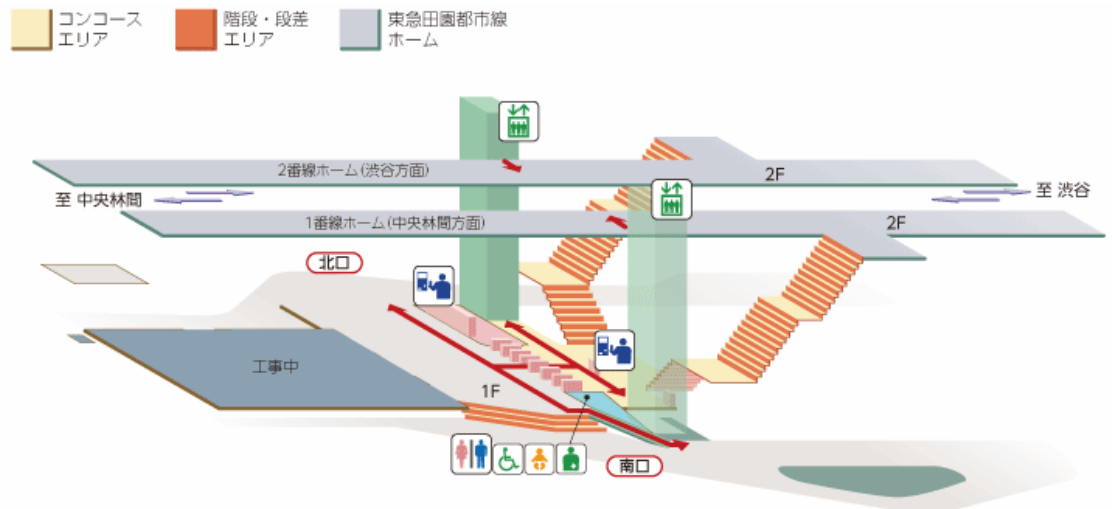 コンコース
エリア
階段・段差
エリア
東急田園都市線
ホーム
2番線ホーム(渋谷方面)
2F
至 中央林間
至 渋谷
1番線ホーム(中央林間方面)
2F
北口
工事中
1F
南口